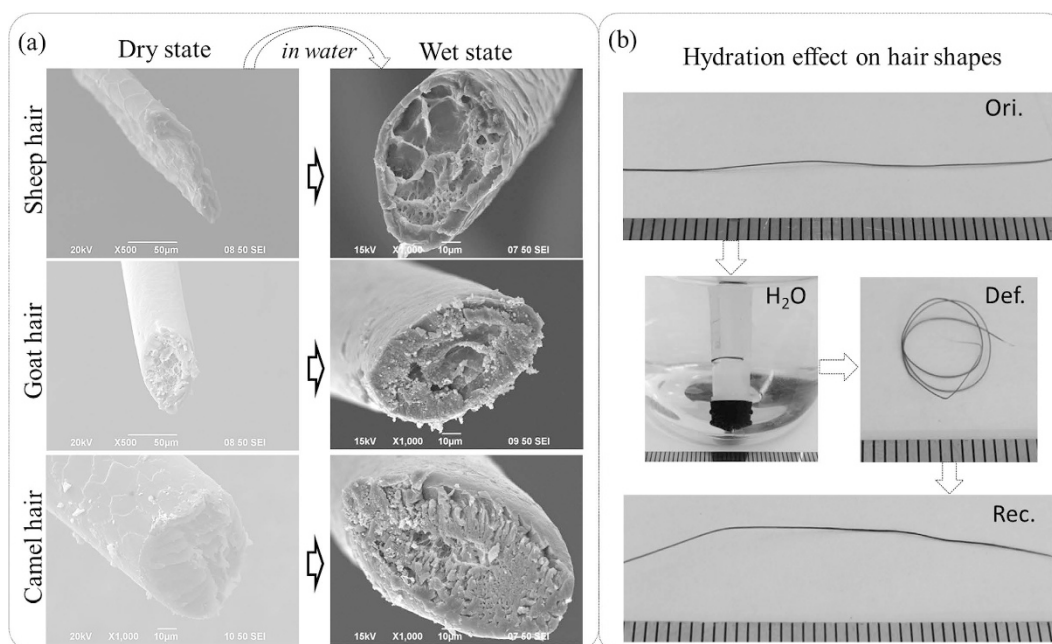 (a)
Dry state
in water
Wet state
Sheep hair
20kV X500 50μm 08 50 SEI
15kV X1,000 10μm 07 50 SEI
Goat hair
20kV X500 50μm 08 50 SEI
15kV X1,000 10μm 09 50 SEI
Camel hair
20kV X1,000 10μm 10 50 SEI
15kV X1,000 10μm 07 50 SEI
(b)
Hydration effect on hair shapes
Ori.
H₂O
Def.
Rec.